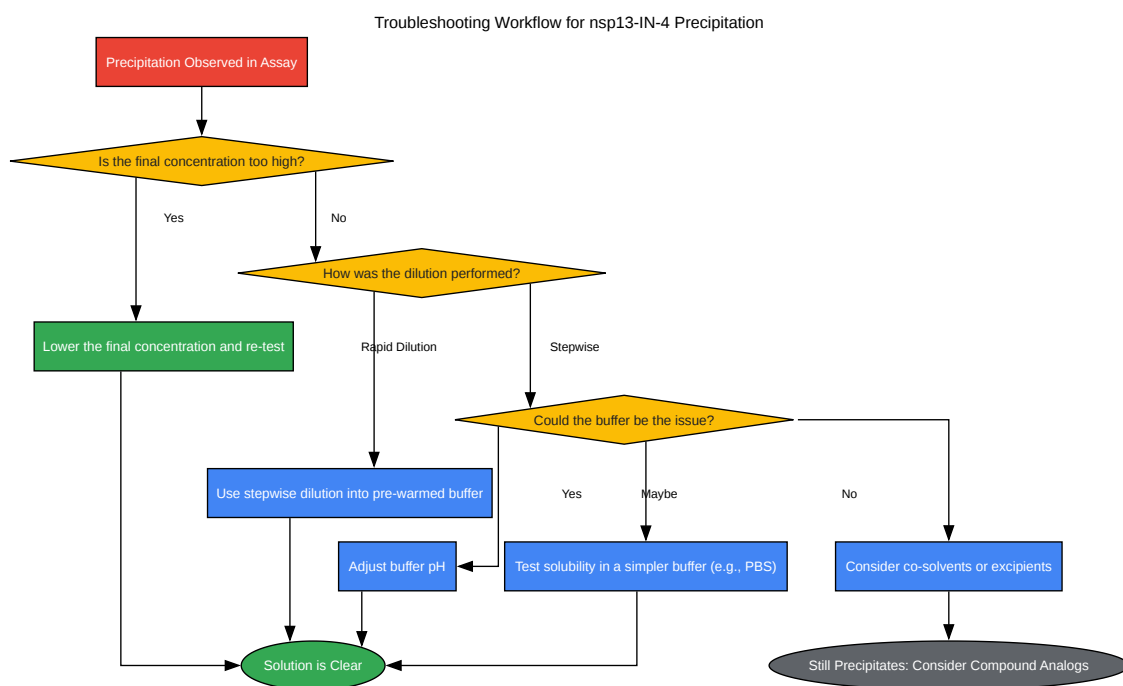 Troubleshooting Workflow for nsp13-IN-4 Precipitation
Precipitation Observed in Assay
Is the final concentration too high?
Yes
No
How was the dilution performed?
Lower the final concentration and re-test
Rapid Dilution
Stepwise
Could the buffer be the issue?
Use stepwise dilution into pre-warmed buffer
Yes
Maybe
No
Adjust buffer pH
Test solubility in a simpler buffer (e.g., PBS)
Consider co-solvents or excipients
Solution is Clear
Still Precipitates: Consider Compound Analogs